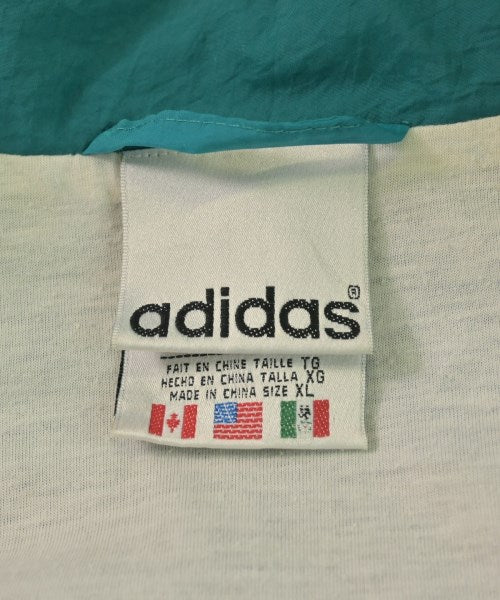 adidas®
FAIT EN CHINE TAILLE TG
HECHO EN CHINA TALLA XG
MADE IN CHINA SIZE XL